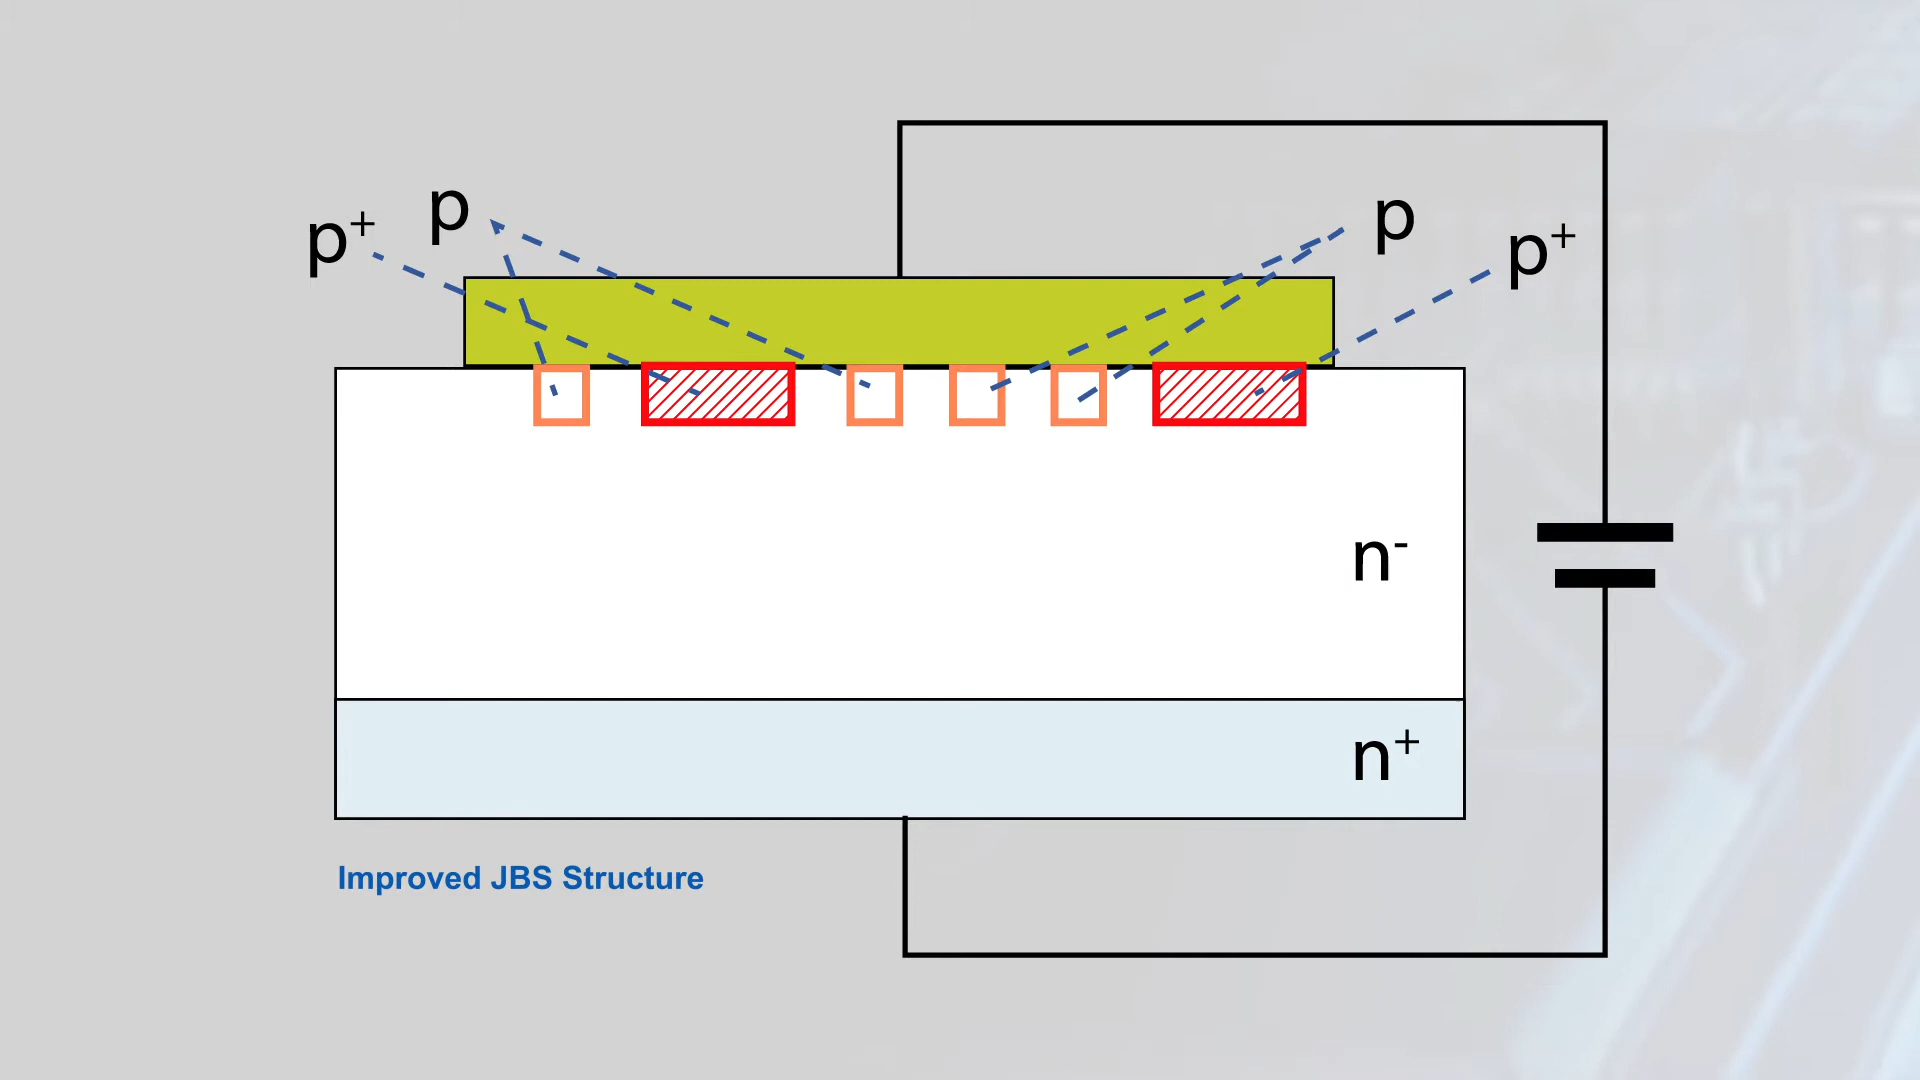 p⁺
p
p
p⁺
n⁻
n⁺
Improved JBS Structure